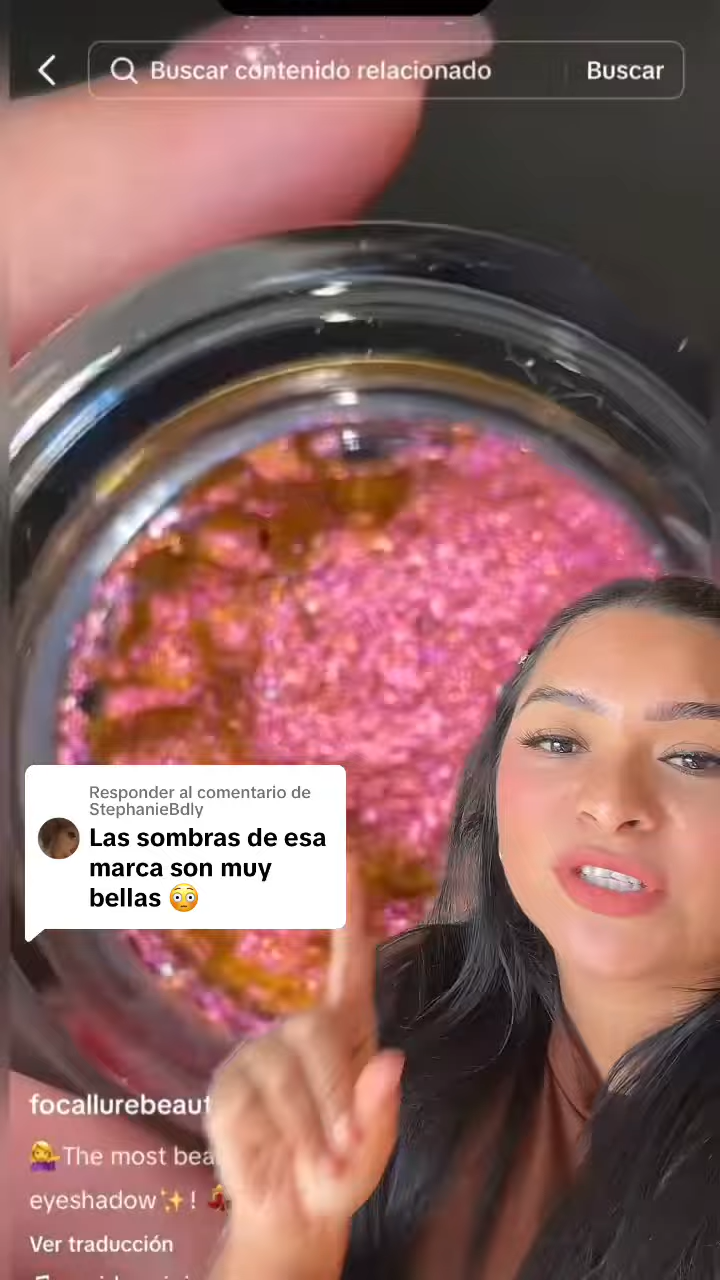 Buscar contenido relacionado
Buscar
Responder al comentario de
StephanieBdly
Las sombras de esa
marca son muy
bellas 😳
focallurebeaut
💁‍♀️The most bea
eyeshadow✨! 💃
Ver traducción